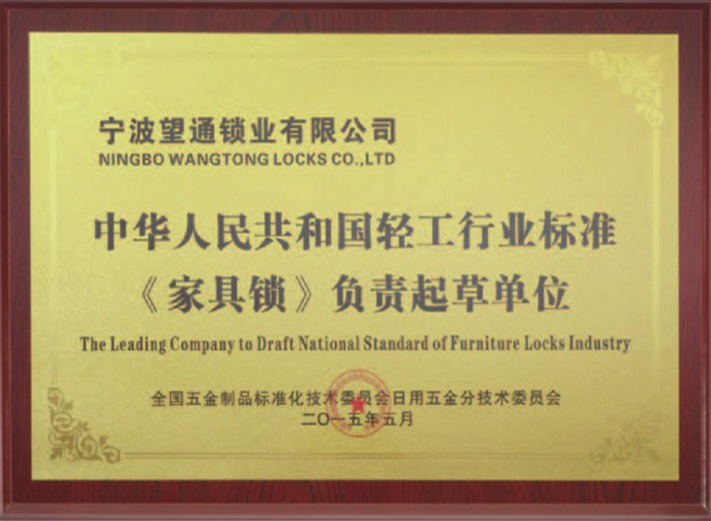 宁波望通锁业有限公司
NINGBO WANGTONG LOCKS CO.,LTD
中华人民共和国轻工行业标准
《家具锁》负责起草单位
The Leading Company to Draft National Standard of Furniture Locks Industry
全国五金制品标准化技术委员会日用五金分技术委员会
二〇一五年五月